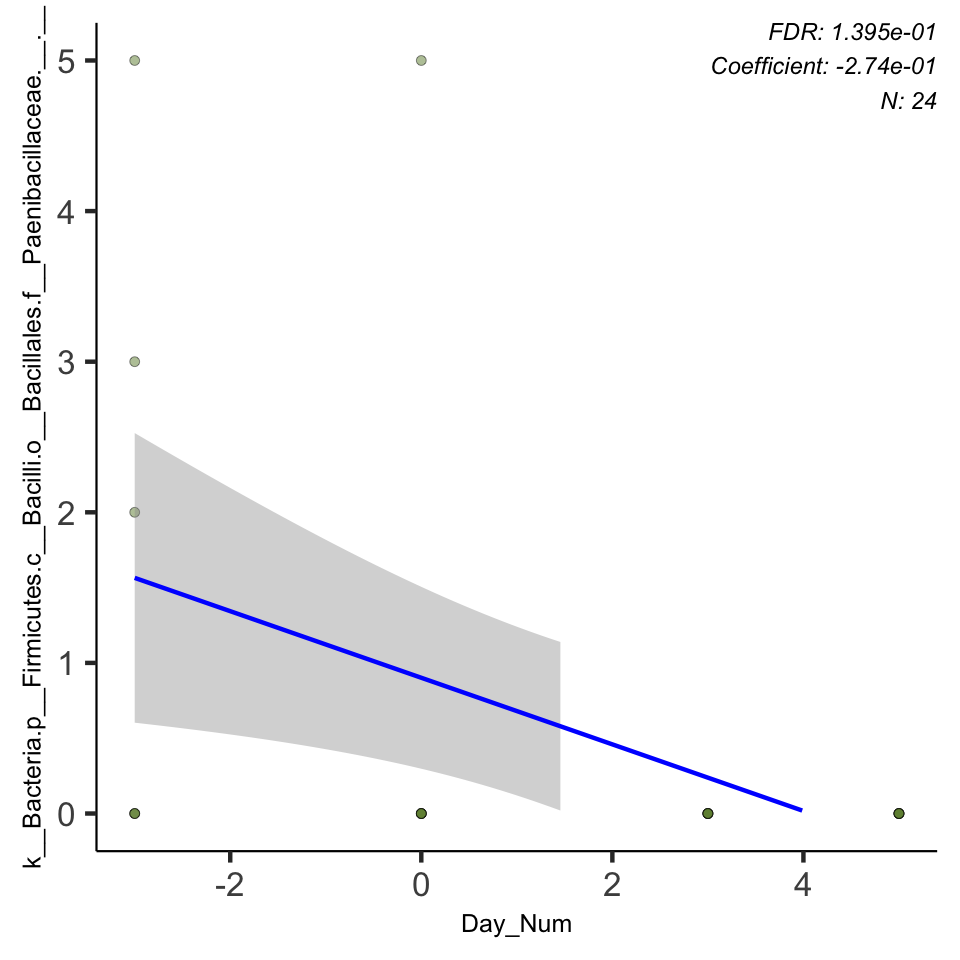 FDR: 1.395e-01
Coefficient: -2.74e-01
N: 24
k__Bacteria.p__Firmicutes.c__Bacilli.o__Bacillales.f__Paenibacillaceae.__.__
5
4
3
2
1
0
-2 0 2 4
Day_Num